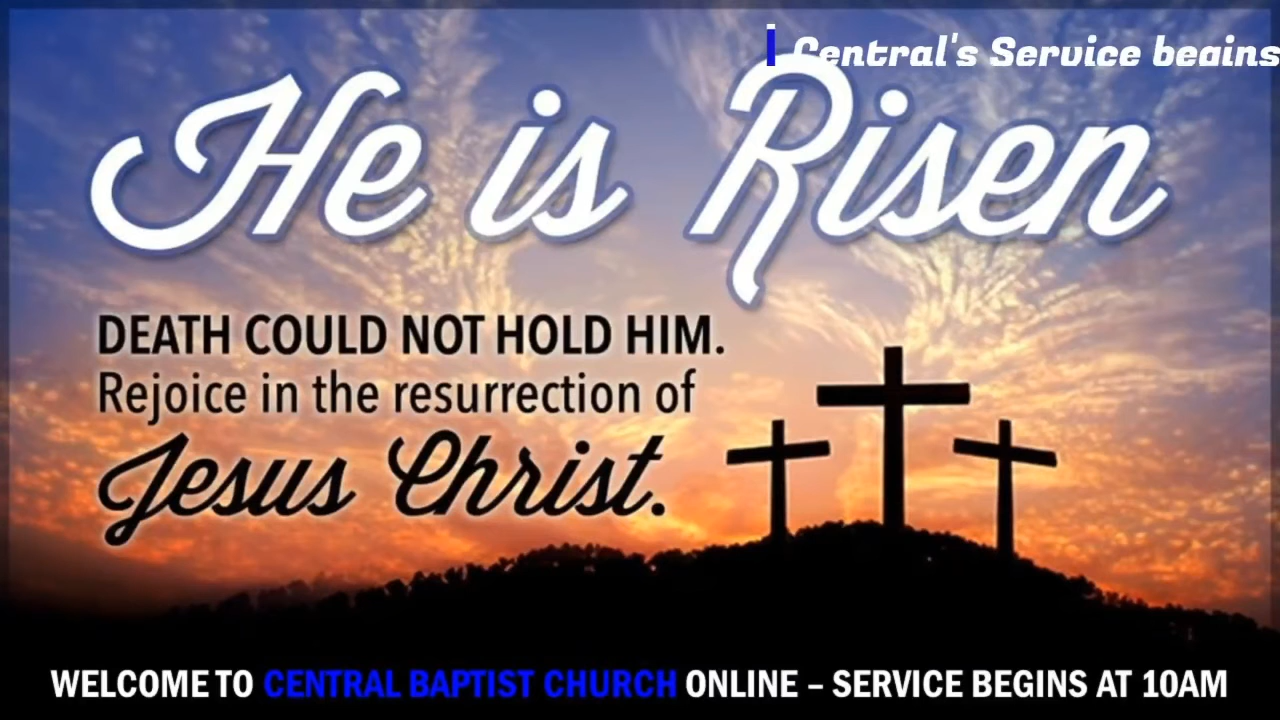 Central's Service begins
He is Risen
DEATH COULD NOT HOLD HIM.
Rejoice in the resurrection of
Jesus Christ.
WELCOME TO CENTRAL BAPTIST CHURCH ONLINE – SERVICE BEGINS AT 10AM